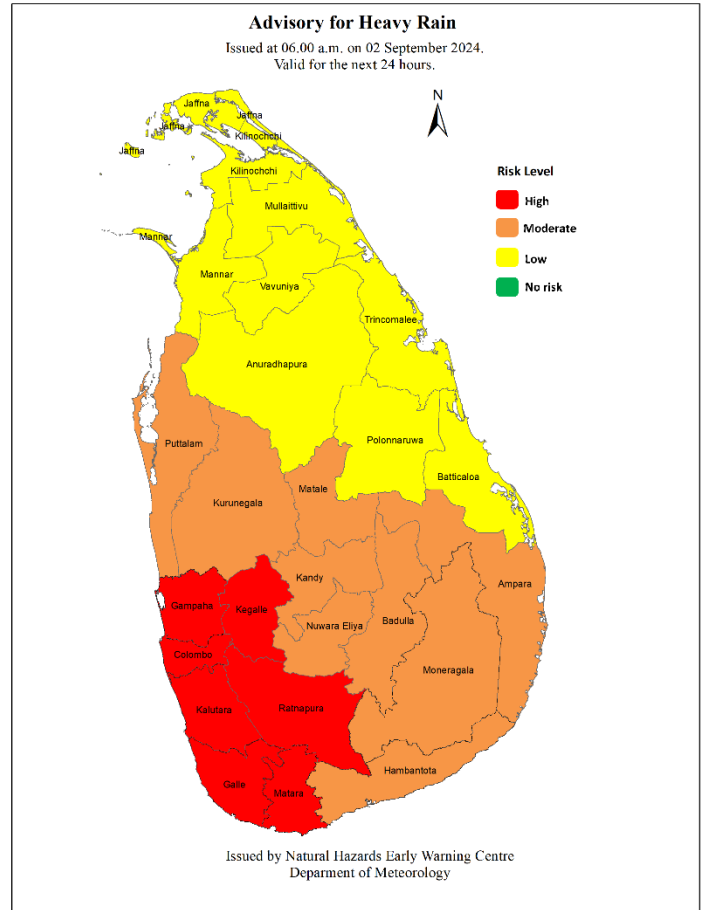 Advisory for Heavy Rain
Issued at 06.00 a.m. on 02 September 2024.
Valid for the next 24 hours.
N
Jaffna
Jaffna
Jaffna
Kilinochchi
Jaffna
Kilinochchi
Risk Level
High
Mullaittivu
Moderate
Mannar
Low
Mannar
Vavuniya
No risk
Trincomalee
Anuradhapura
Puttalam
Polonnaruwa
Batticaloa
Matale
Kurunegala
Kandy
Ampara
Gampaha
Kegalle
Nuwara Eliya
Badulla
Colombo
Moneragala
Kalutara
Ratnapura
Hambantota
Galle
Matara
Issued by Natural Hazards Early Warning Centre
Deparment of Meteorology